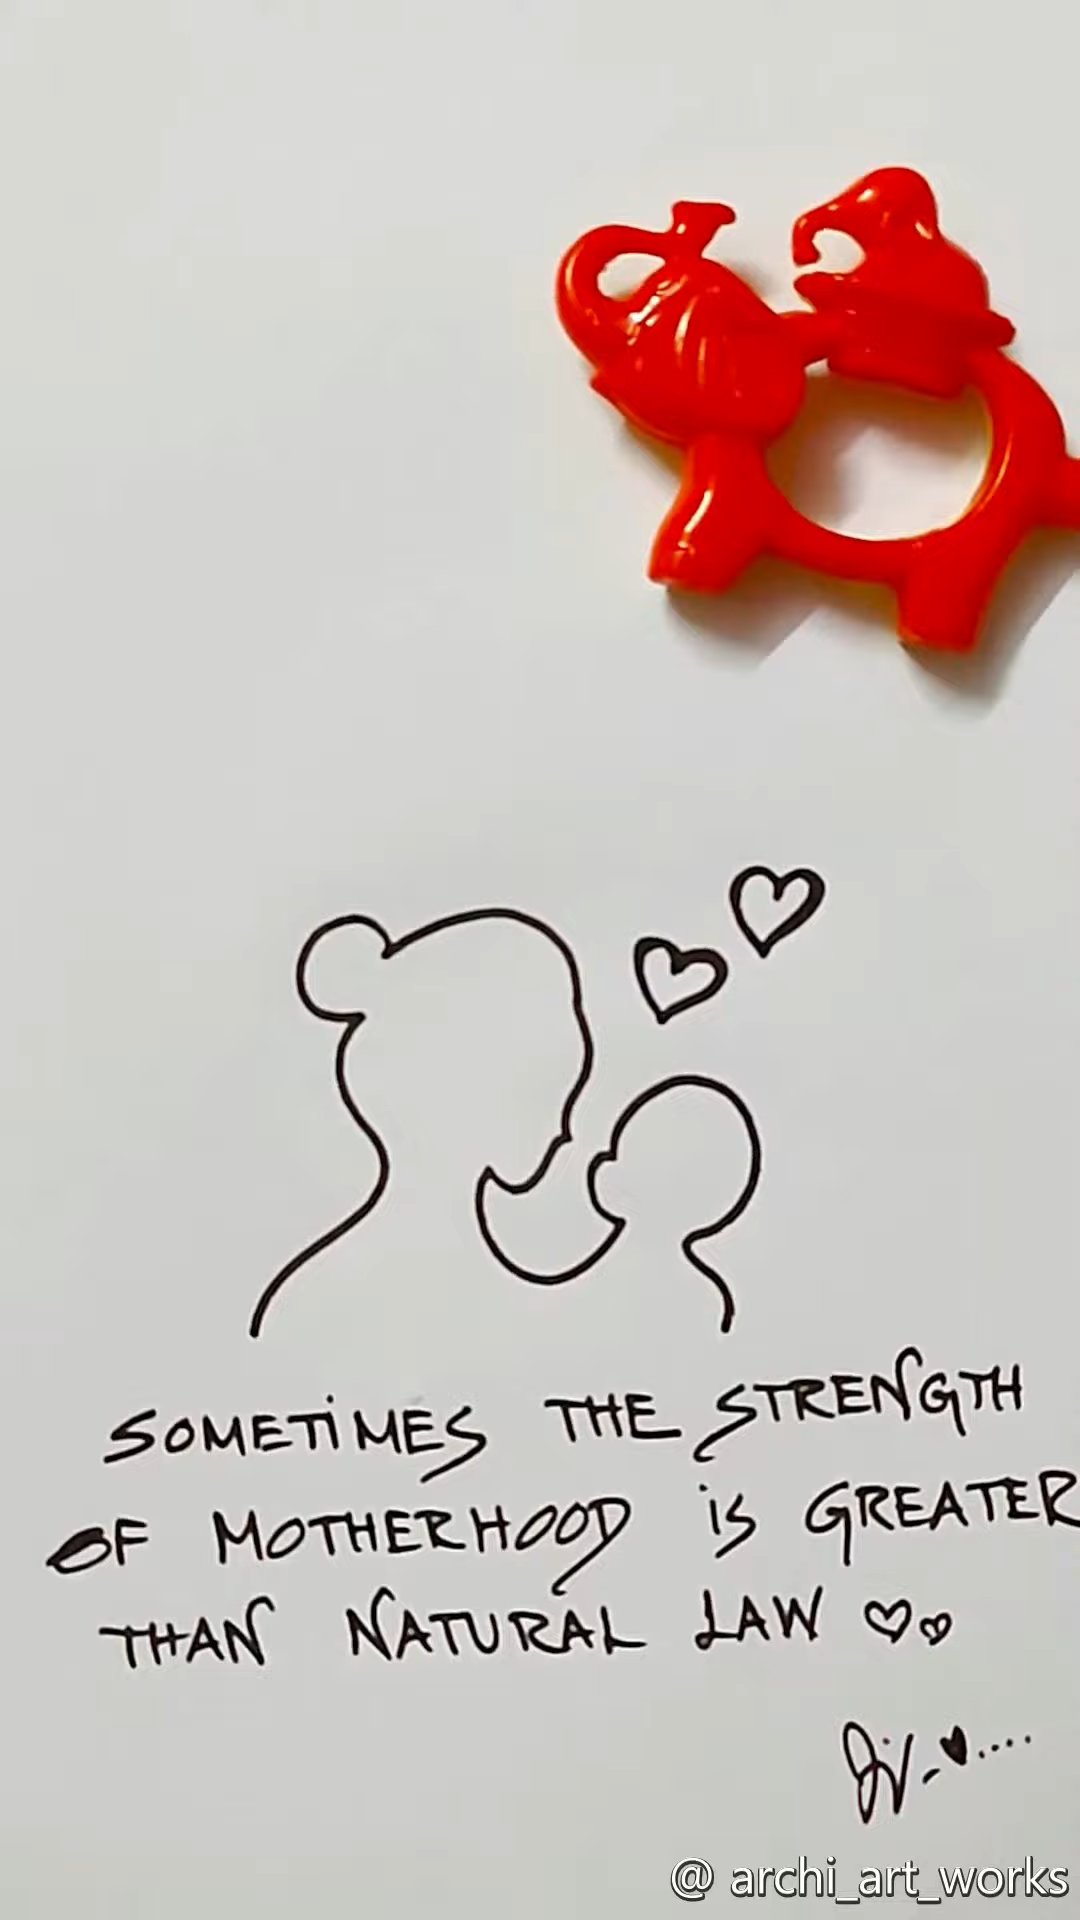 SOMETIMES THE STRENGTH
OF MOTHERHOOD IS GREATER
THAN NATURAL LAW
@ archi_art_works